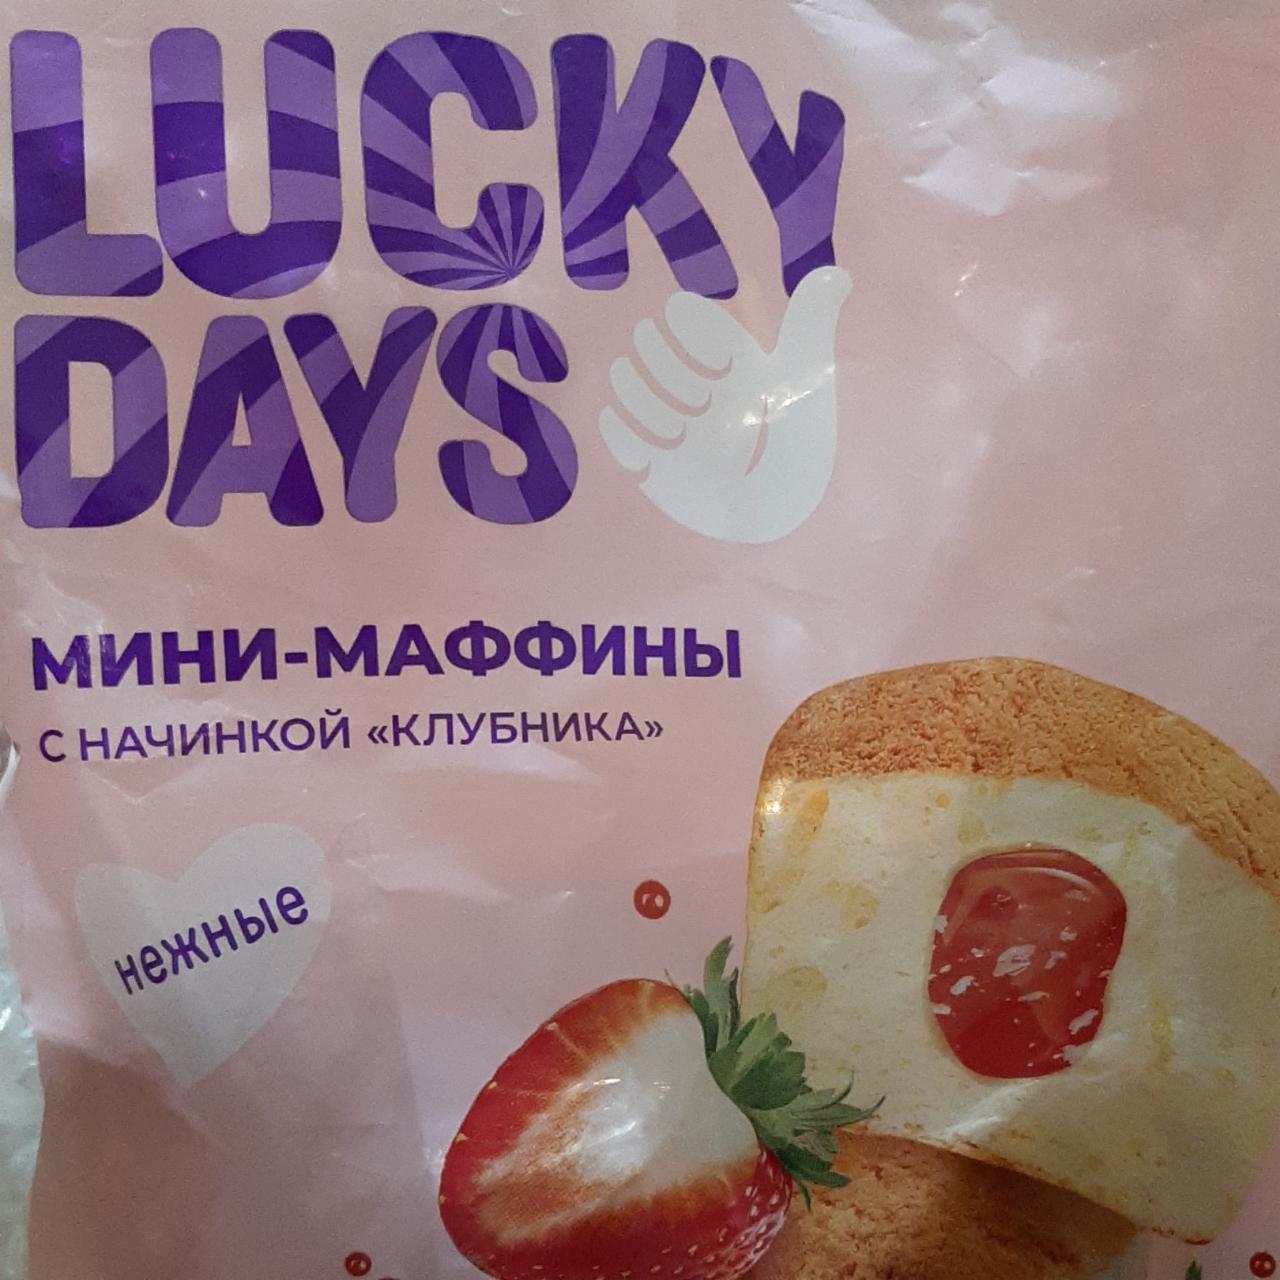 LUCKY
DAYS
МИНИ-МАФФИНЫ
С НАЧИНКОЙ «КЛУБНИКА»
нежные